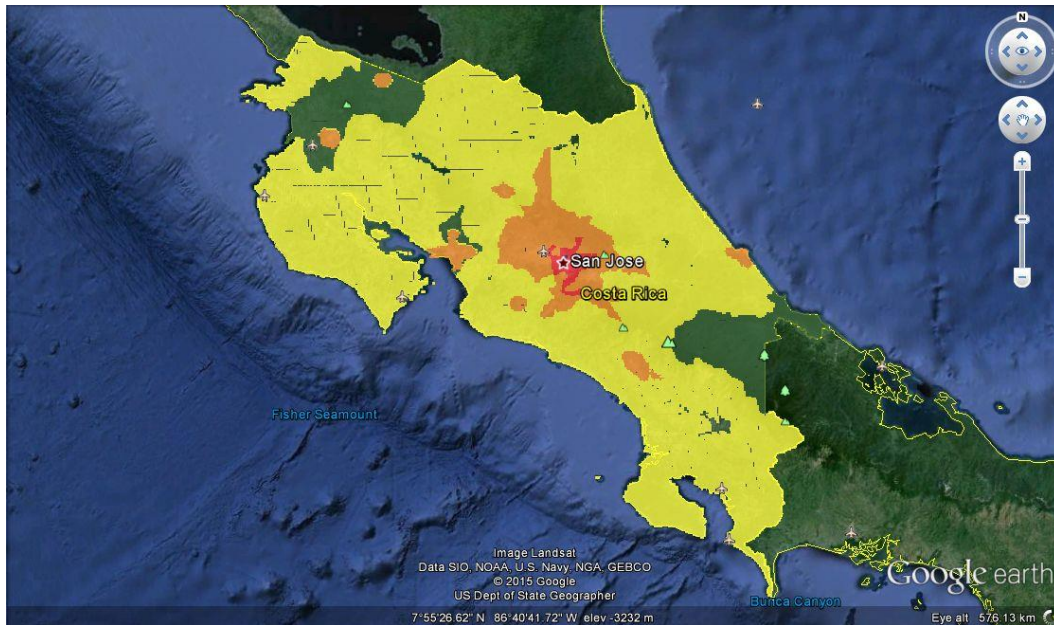 N
San Jose
Costa Rica
Fisher Seamount
Image Landsat
Data SIO, NOAA, U.S. Navy, NGA, GEBCO
© 2015 Google
US Dept of State Geographer
Google earth
Burica Canyon
7°55'26.62" N 86°40'41.72" W elev -3232 m
Eye alt 576.13 km